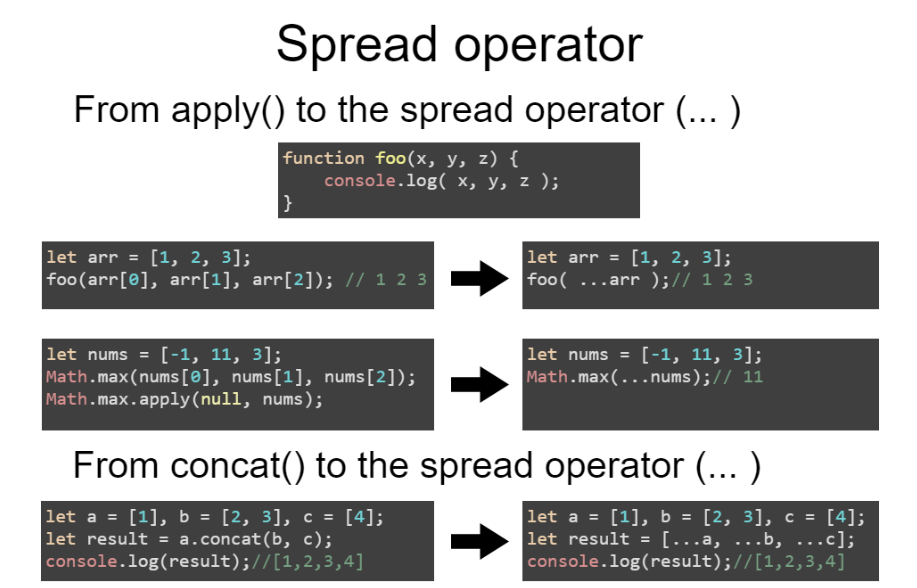 Spread operator
From apply() to the spread operator (... )
function foo(x, y, z) {
    console.log( x, y, z );
}
let arr = [1, 2, 3];
foo(arr[0], arr[1], arr[2]); // 1 2 3
let arr = [1, 2, 3];
foo( ...arr );// 1 2 3
let nums = [-1, 11, 3];
Math.max(nums[0], nums[1], nums[2]);
Math.max.apply(null, nums);
let nums = [-1, 11, 3];
Math.max(...nums);// 11
From concat() to the spread operator (... )
let a = [1], b = [2, 3], c = [4];
let result = a.concat(b, c);
console.log(result);//[1,2,3,4]
let a = [1], b = [2, 3], c = [4];
let result = [...a, ...b, ...c];
console.log(result);//[1,2,3,4]